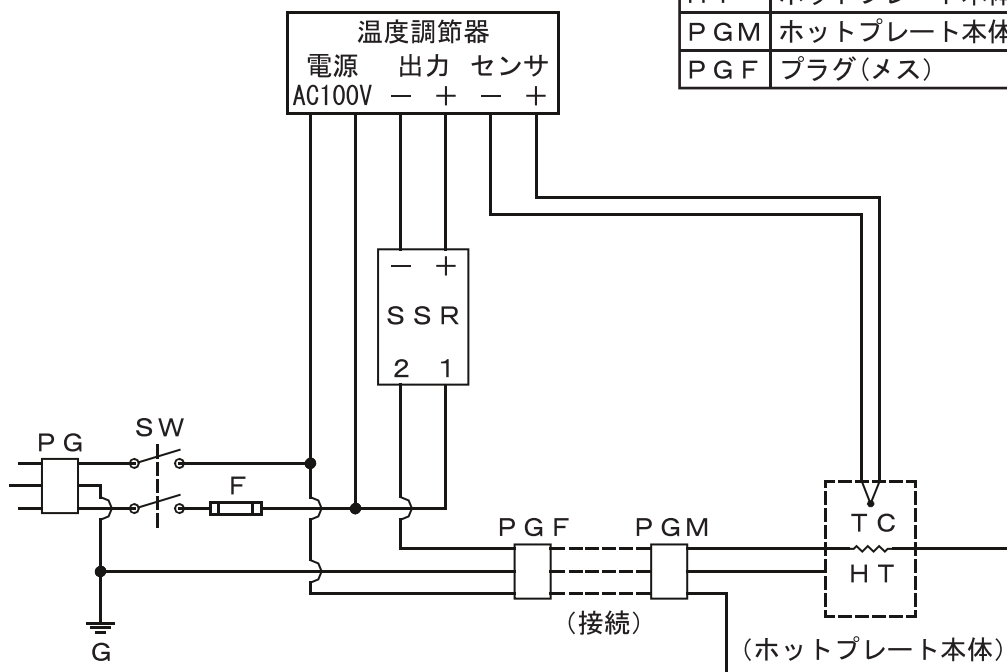 温度調節器
電源 出力 センサ
AC100V － ＋ － ＋
PGM ホットプレート本体
PGF プラグ（メス）
－ ＋
SSR
2 1
PG
SW
F
PGF
PGM
TC
HT
（接続）
（ホットプレート本体）
G